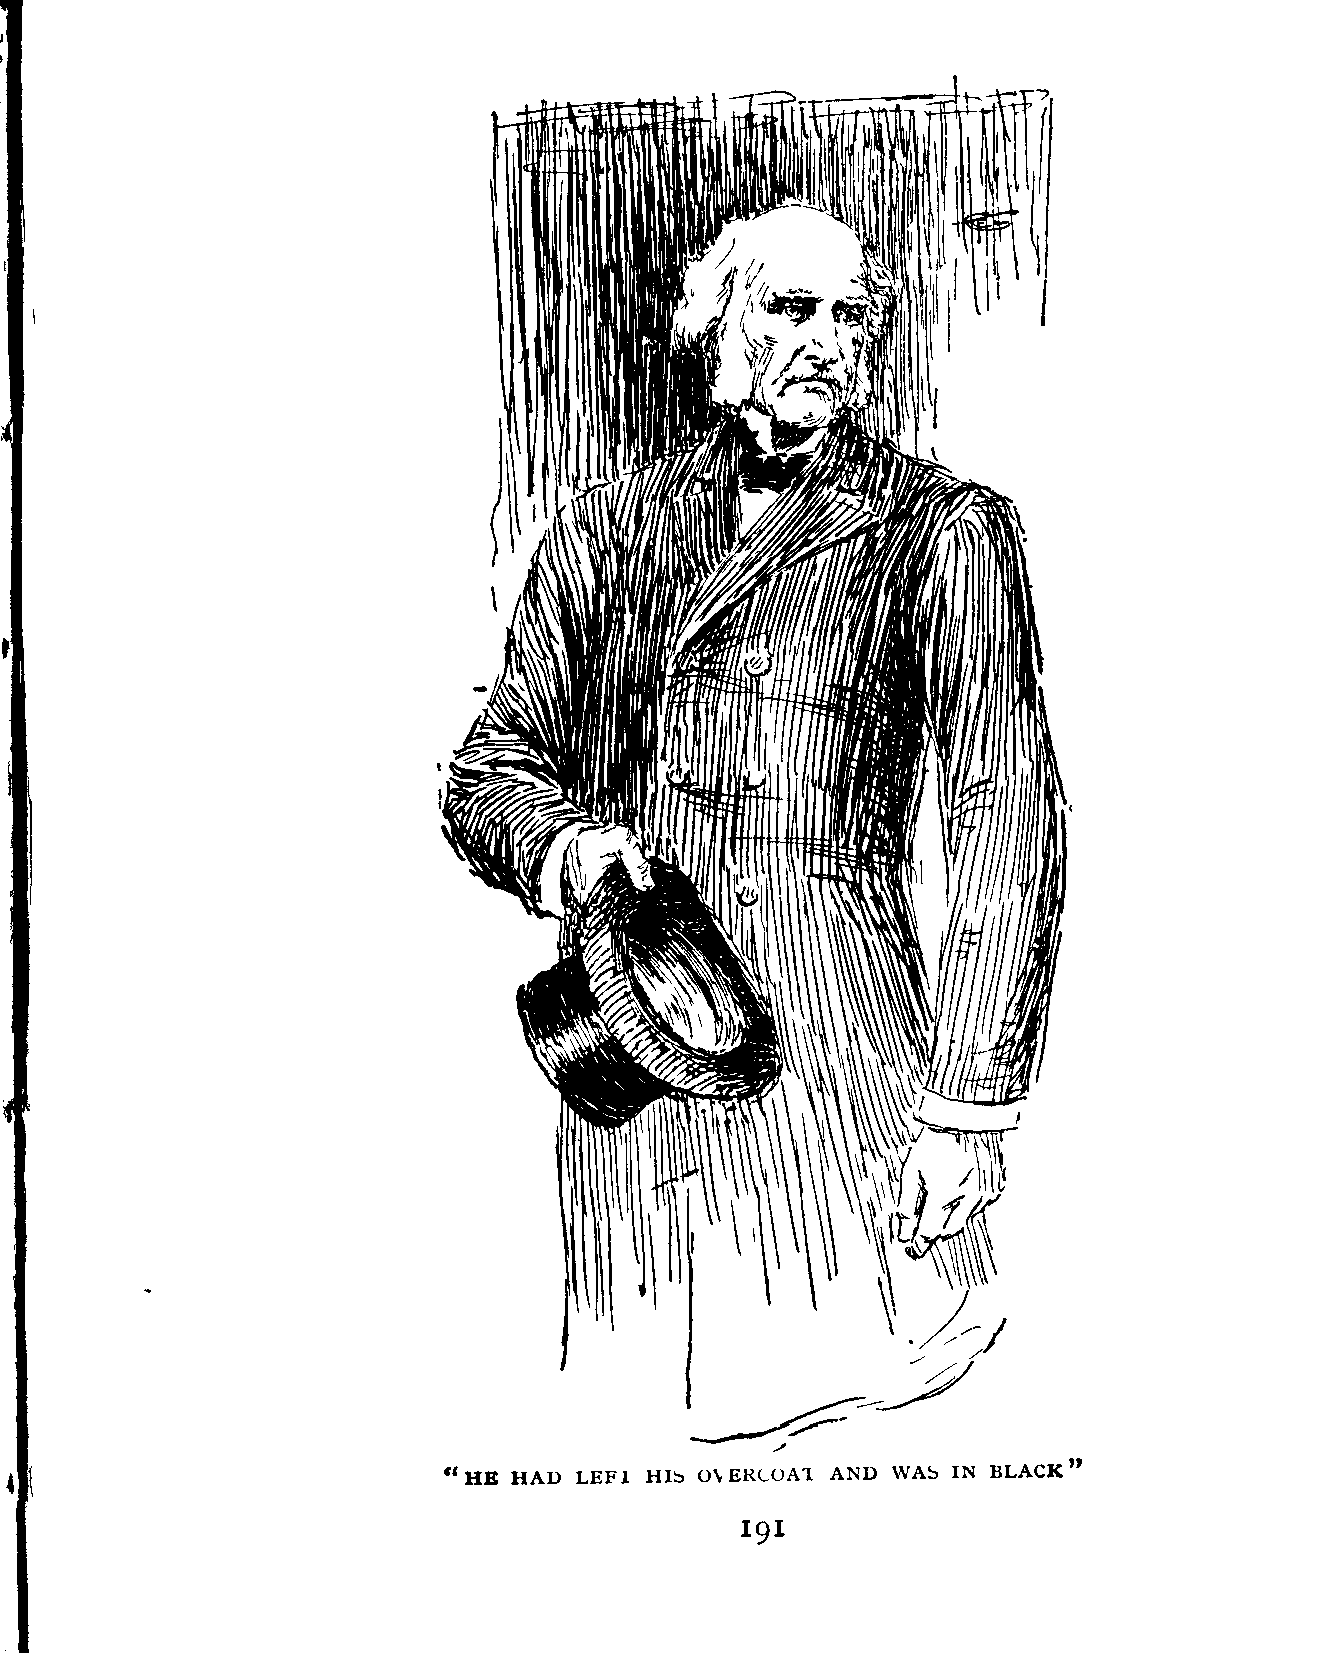 "HE HAD LEFT HIS OVERCOAT AND WAS IN BLACK"
191